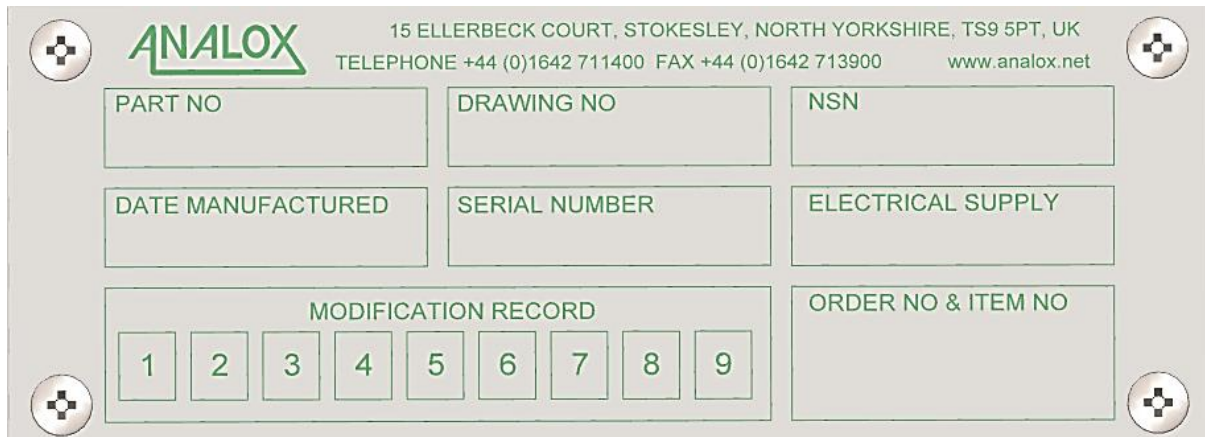 ANALOX
15 ELLERBECK COURT, STOKESLEY, NORTH YORKSHIRE, TS9 5PT, UK
TELEPHONE +44 (0)1642 711400 FAX +44 (0)1642 713900 www.analox.net
PART NO
DRAWING NO
NSN
DATE MANUFACTURED
SERIAL NUMBER
ELECTRICAL SUPPLY
MODIFICATION RECORD
1 2 3 4 5 6 7 8 9
ORDER NO & ITEM NO